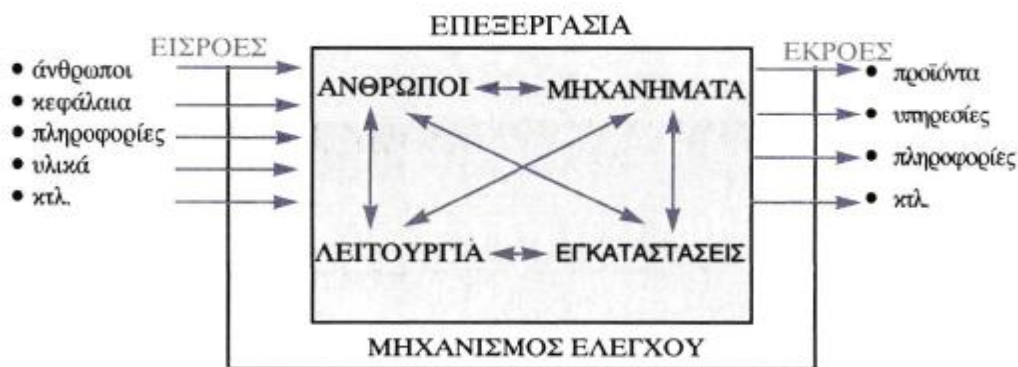 ΕΠΕΞΕΡΓΑΣΙΑ
ΕΙΣΡΟΕΣ
• άνθρωποι
• κεφάλαια
• πληροφορίες
• υλικά
• κτλ.
ΑΝΘΡΩΠΟΙ ΜΗΧΑΝΗΜΑΤΑ
ΛΕΙΤΟΥΡΓΙΑ ΕΓΚΑΤΑΣΤΑΣΕΙΣ
ΕΚΡΟΕΣ
• προϊόντα
• υπηρεσίες
• πληροφορίες
• κτλ.
ΜΗΧΑΝΙΣΜΟΣ ΕΛΕΓΧΟΥ